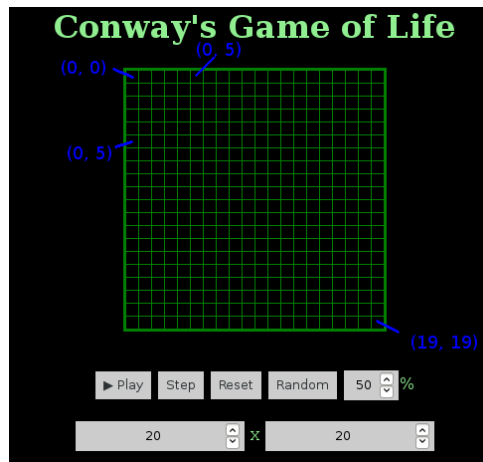 Conway's Game of Life
(0, 5)
(0, 0)
(0, 5)
(19, 19)
▶ Play Step Reset Random 50 %
20 x 20